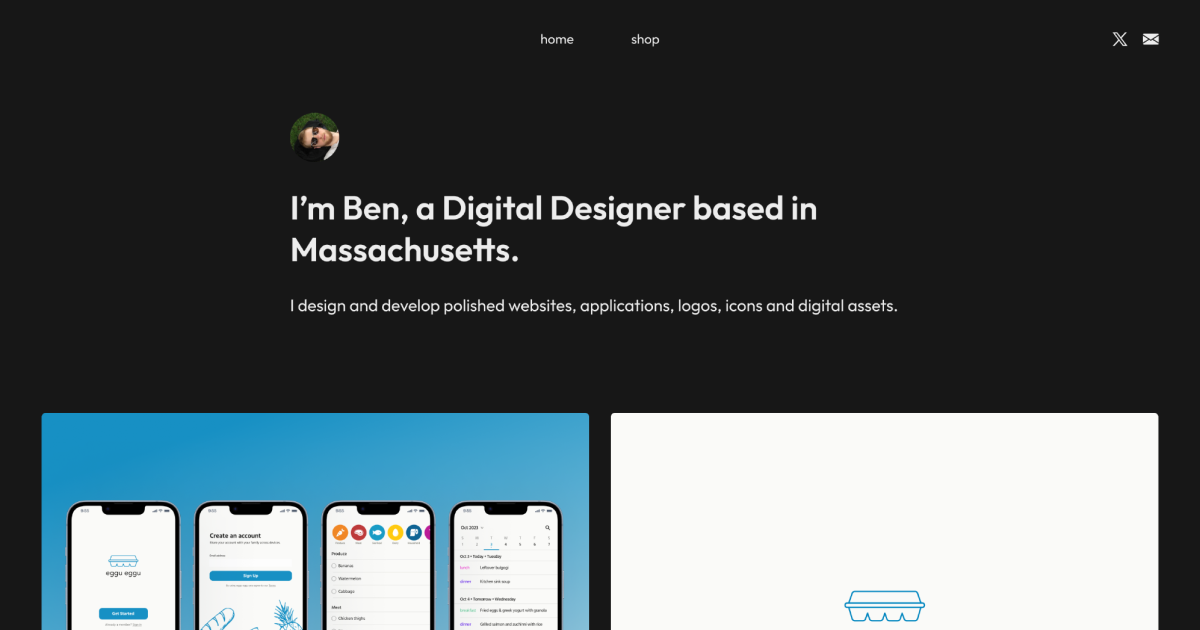 home
shop
I’m Ben, a Digital Designer based in
Massachusetts.
I design and develop polished websites, applications, logos, icons and digital assets.
eggu eggu
Get Started
Create an account
Sign Up
Produce
Bananas
Watermelon
Cabbage
Meat
Chicken thighs
Oct 2023
Oct 3 • Today • Tuesday
Leftover bulgogi
dinner
Kitchen sink soup
Oct 4 • Tomorrow • Wednesday
breakfast
Fried eggs & greek yogurt with granola
dinner
Grilled salmon and zucchini with rice